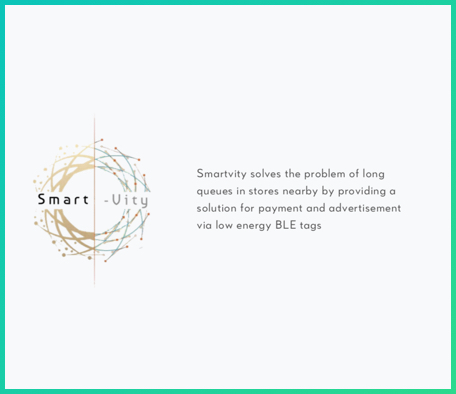 Smart -Vity
Smartvity solves the problem of long
queues in stores nearby by providing a
solution for payment and advertisement
via low energy BLE tags